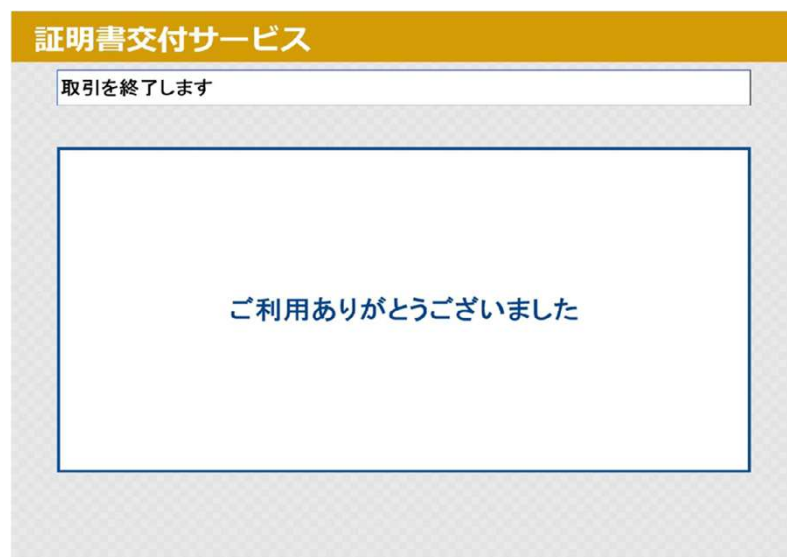 証明書交付サービス
取引を終了します
ご利用ありがとうございました